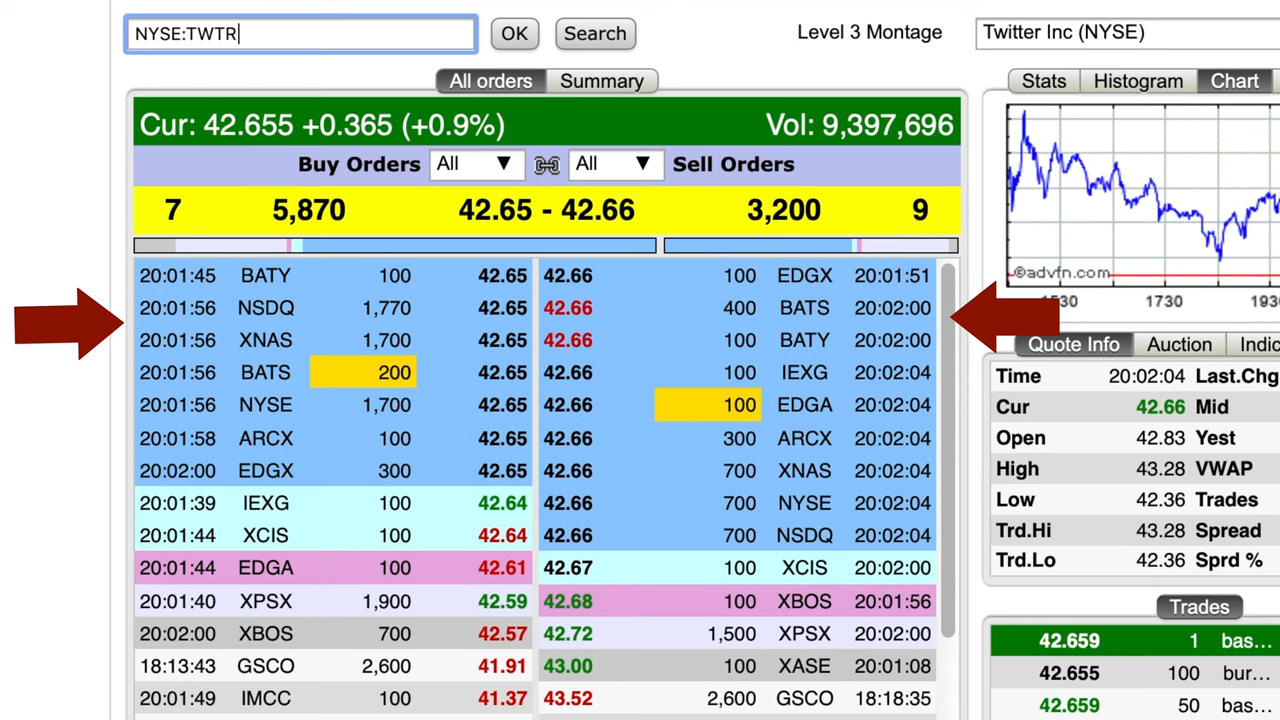 NYSE:TWTR OK Search Level 3 Montage Twitter Inc (NYSE)
All orders Summary Stats Histogram Chart
Cur: 42.655 +0.365 (+0.9%) Vol: 9,397,696
Buy Orders All ▼ All ▼ Sell Orders
7 5,870 42.65 - 42.66 3,200 9
20:01:45 BATY 100 42.65 42.66 100 EDGX 20:01:51
20:01:56 NSDQ 1,770 42.65 42.66 400 BATS 20:02:00
20:01:56 XNAS 1,700 42.65 42.66 100 BATY 20:02:00
20:01:56 BATS 200 42.65 42.66 100 IEXG 20:02:04
20:01:56 NYSE 1,700 42.65 42.66 100 EDGA 20:02:04
20:01:58 ARCX 100 42.65 42.66 300 ARCX 20:02:04
20:02:00 EDGX 300 42.65 42.66 700 XNAS 20:02:04
20:01:39 IEXG 100 42.64 42.66 700 NYSE 20:02:04
20:01:44 XCIS 100 42.64 42.66 700 NSDQ 20:02:04
20:01:44 EDGA 100 42.61 42.67 100 XCIS 20:02:00
20:01:40 XPSX 1,900 42.59 42.68 100 XBOS 20:01:56
20:02:00 XBOS 700 42.57 42.72 1,500 XPSX 20:02:00
18:13:43 GSCO 2,600 41.91 43.00 100 XASE 20:01:08
20:01:49 IMCC 100 41.37 43.52 2,600 GSCO 18:18:35
©advfn.com
1730
Quote Info Auction Indic
Time 20:02:04 Last.Chg
Cur 42.66 Mid
Open 42.83 Yest
High 43.28 VWAP
Low 42.36 Trades
Trd.Hi 43.28 Spread
Trd.Lo 42.36 Sprd %
Trades
42.659 1 bas...
42.655 100 bur...
42.659 50 bas...